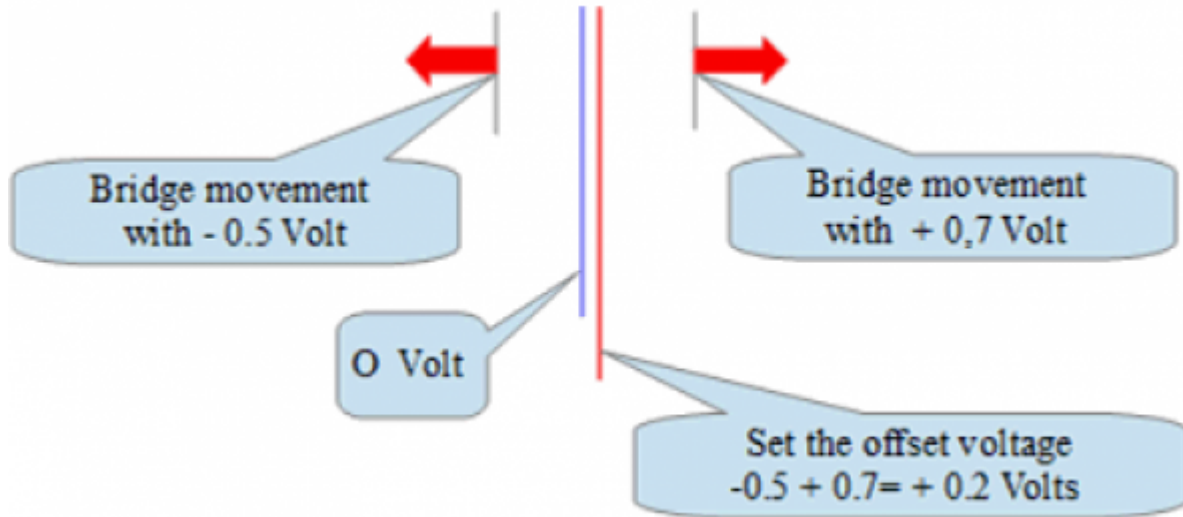 Bridge movement
with - 0.5 Volt
Bridge movement
with + 0,7 Volt
O Volt
Set the offset voltage
-0.5 + 0.7= + 0.2 Volts